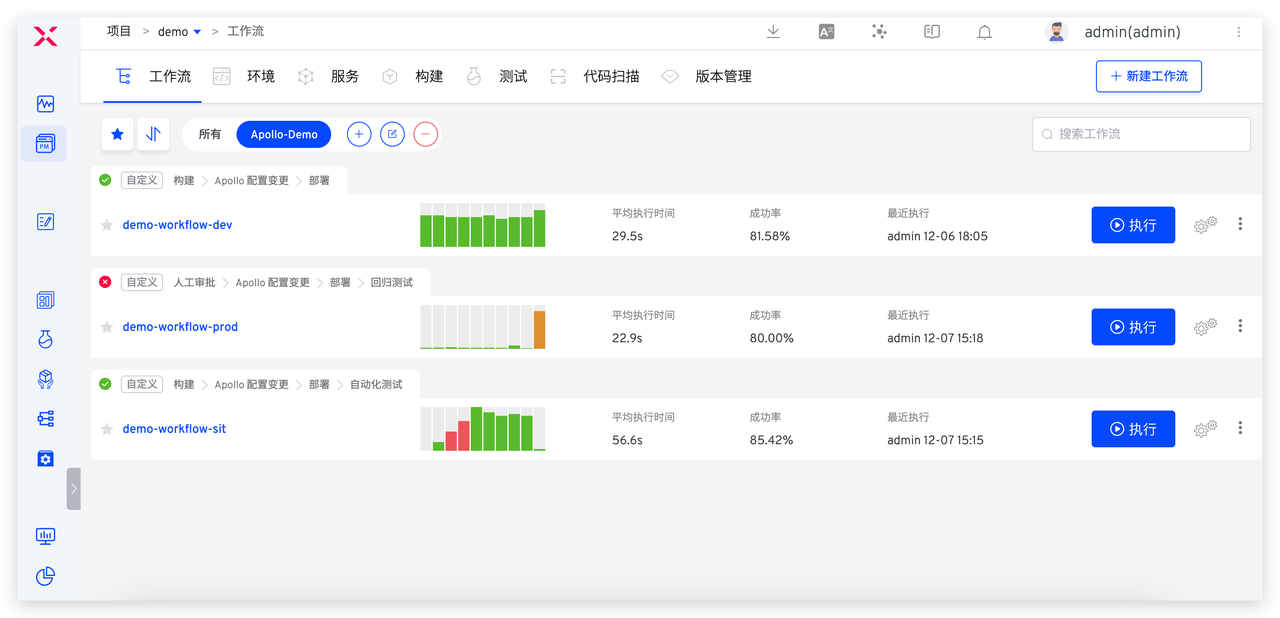 项目 > demo > 工作流
admin(admin)
工作流 环境 服务 构建 测试 代码扫描 版本管理
新建工作流
所有 Apollo-Demo
搜索工作流
自定义 构建 Apollo 配置变更 部署
demo-workflow-dev
平均执行时间 成功率 最近执行
29.5s 81.58% admin 12-06 18:05
执行
自定义 人工审批 Apollo 配置变更 部署 回归测试
demo-workflow-prod
平均执行时间 成功率 最近执行
22.9s 80.00% admin 12-07 15:18
执行
自定义 构建 Apollo 配置变更 部署 自动化测试
demo-workflow-sit
平均执行时间 成功率 最近执行
56.6s 85.42% admin 12-07 15:15
执行